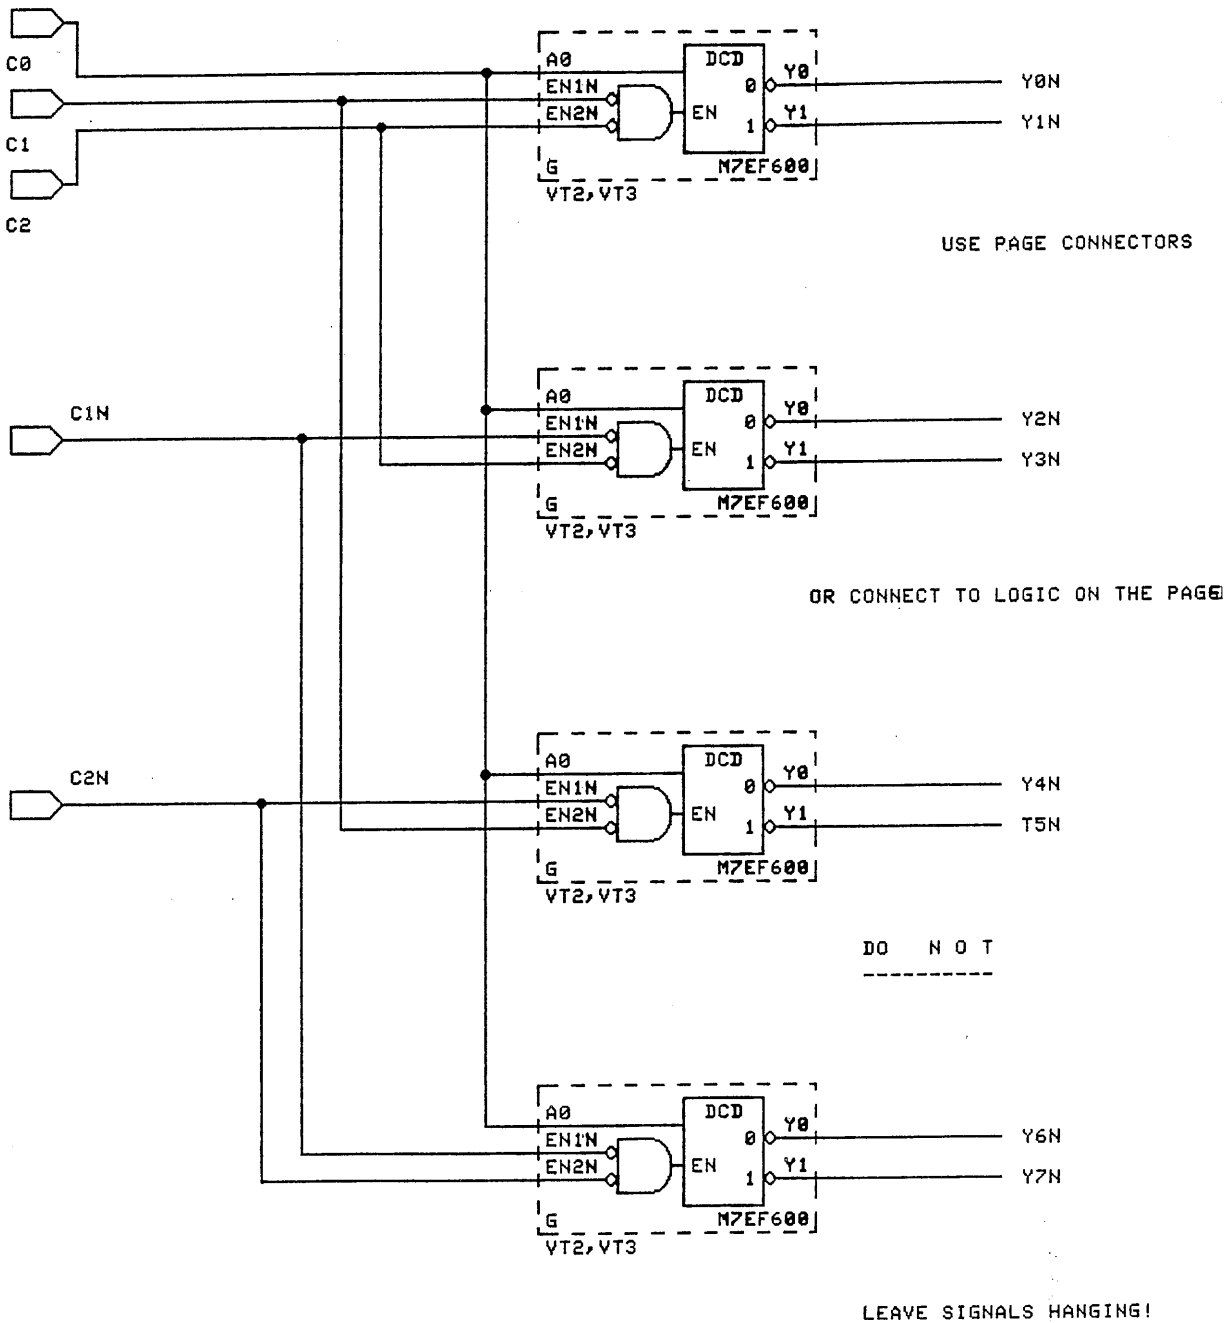 C0
C1
C2
A0
EN1N
EN2N
DCD
0
EN
1
Y0
Y1
G
M7EF600
VT2,VT3
Y0N
Y1N
USE PAGE CONNECTORS
C1N
A0
EN1N
EN2N
DCD
0
EN
1
Y0
Y1
G
M7EF600
VT2,VT3
Y2N
Y3N
OR CONNECT TO LOGIC ON THE PAGE
C2N
A0
EN1N
EN2N
DCD
0
EN
1
Y0
Y1
G
M7EF600
VT2,VT3
Y4N
T5N
DO N O T
----------
A0
EN1N
EN2N
DCD
0
EN
1
Y0
Y1
G
M7EF600
VT2,VT3
Y6N
Y7N
LEAVE SIGNALS HANGING!